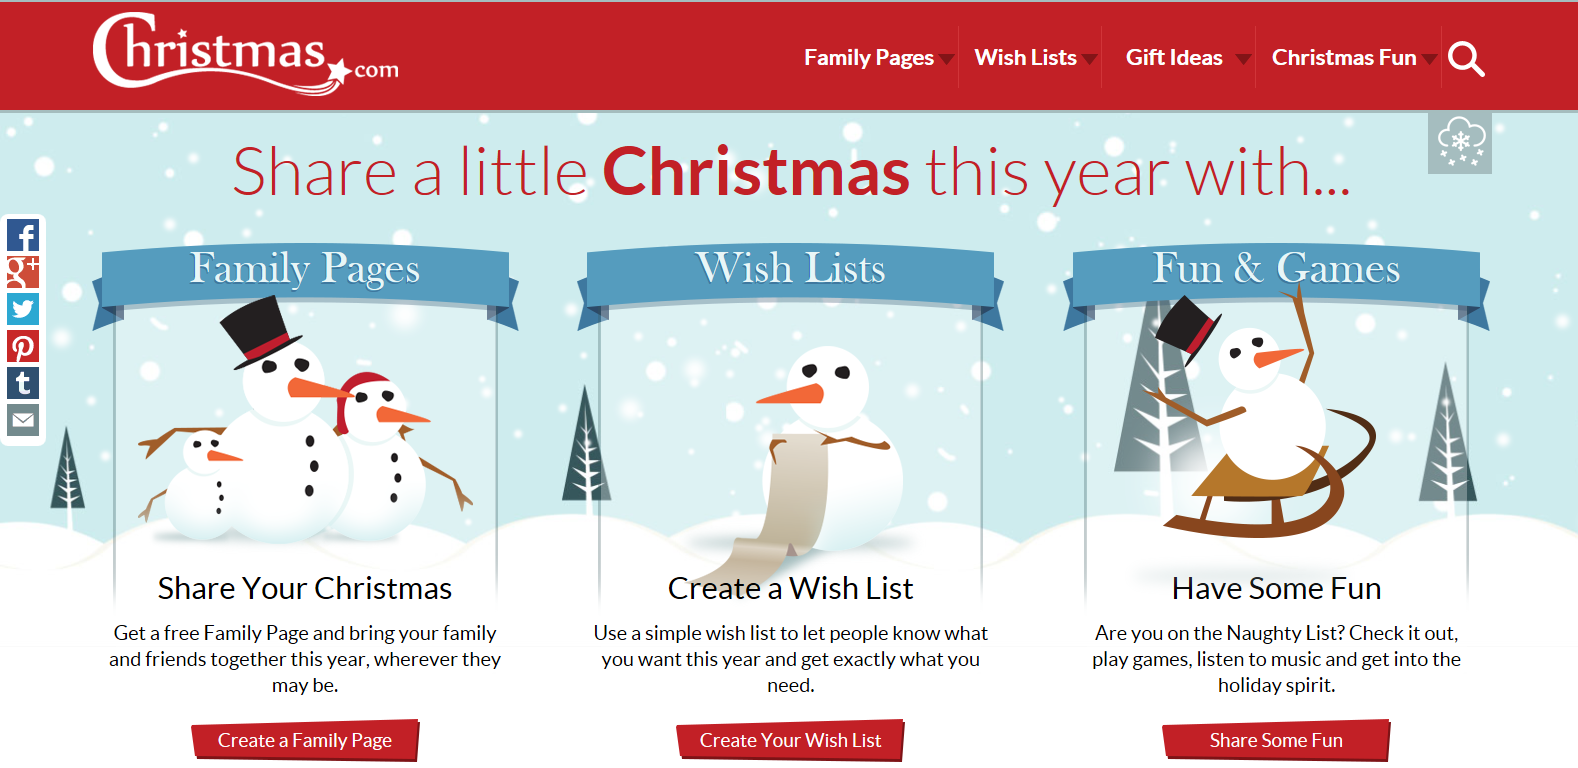 Christmas.com
Family Pages
Wish Lists
Gift Ideas
Christmas Fun
Share a little Christmas this year with...
f
g+
t
Family Pages
Wish Lists
Fun & Games
Share Your Christmas
Get a free Family Page and bring your family
and friends together this year, wherever they
may be.
Create a Family Page
Create a Wish List
Use a simple wish list to let people know what
you want this year and get exactly what you
need.
Create Your Wish List
Have Some Fun
Are you on the Naughty List? Check it out,
play games, listen to music and get into the
holiday spirit.
Share Some Fun